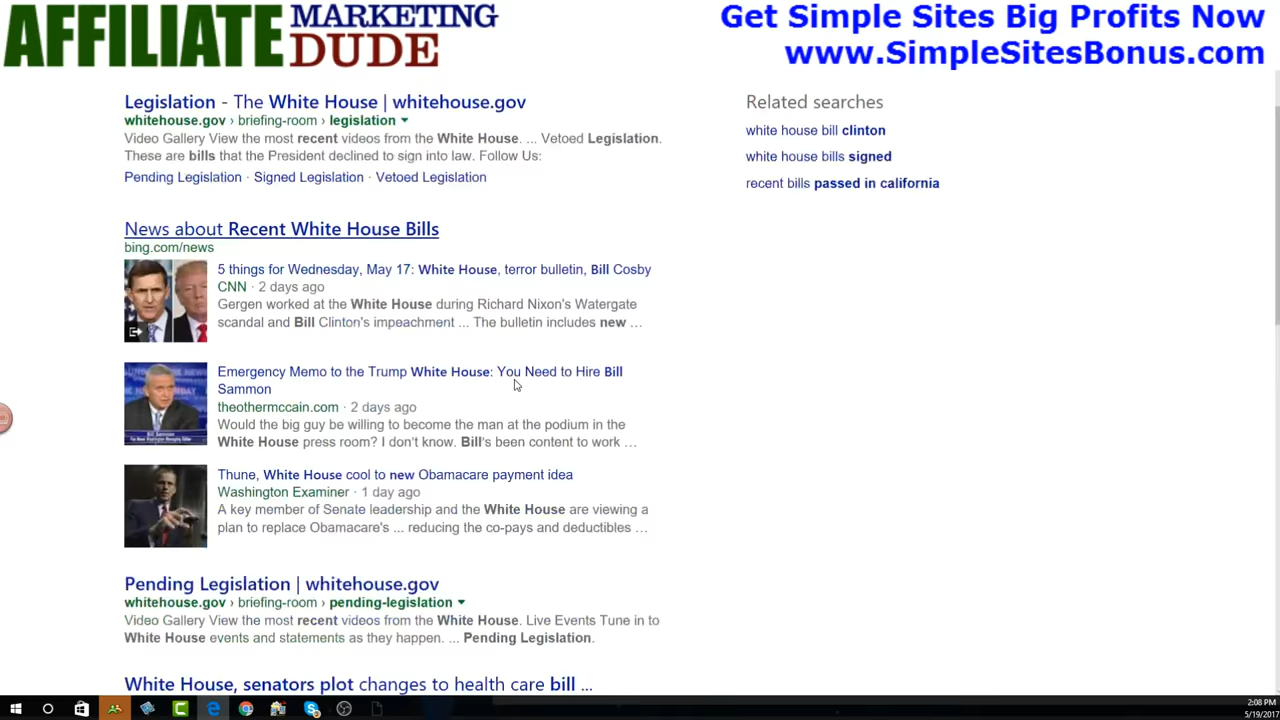 AFFILIATE MARKETING DUDE
Get Simple Sites Big Profits Now
www.SimpleSitesBonus.com
Legislation - The White House | whitehouse.gov
whitehouse.gov › briefing-room › legislation
Video Gallery View the most recent videos from the White House. ... Vetoed Legislation.
These are bills that the President declined to sign into law. Follow Us:
Pending Legislation · Signed Legislation · Vetoed Legislation
Related searches
white house bill clinton
white house bills signed
recent bills passed in california
News about Recent White House Bills
bing.com/news
5 things for Wednesday, May 17: White House, terror bulletin, Bill Cosby
CNN · 2 days ago
Gergen worked at the White House during Richard Nixon's Watergate
scandal and Bill Clinton's impeachment ... The bulletin includes new ...
Emergency Memo to the Trump White House: You Need to Hire Bill
Sammon
theothermccain.com · 2 days ago
Would the big guy be willing to become the man at the podium in the
White House press room? I don't know. Bill's been content to work ...
Thune, White House cool to new Obamacare payment idea
Washington Examiner · 1 day ago
A key member of Senate leadership and the White House are viewing a
plan to replace Obamacare's ... reducing the co-pays and deductibles ...
Pending Legislation | whitehouse.gov
whitehouse.gov › briefing-room › pending-legislation
Video Gallery View the most recent videos from the White House. Live Events Tune in to
White House events and statements as they happen. ... Pending Legislation.
White House, senators plot changes to health care bill ...
2:08 PM
5/19/2017